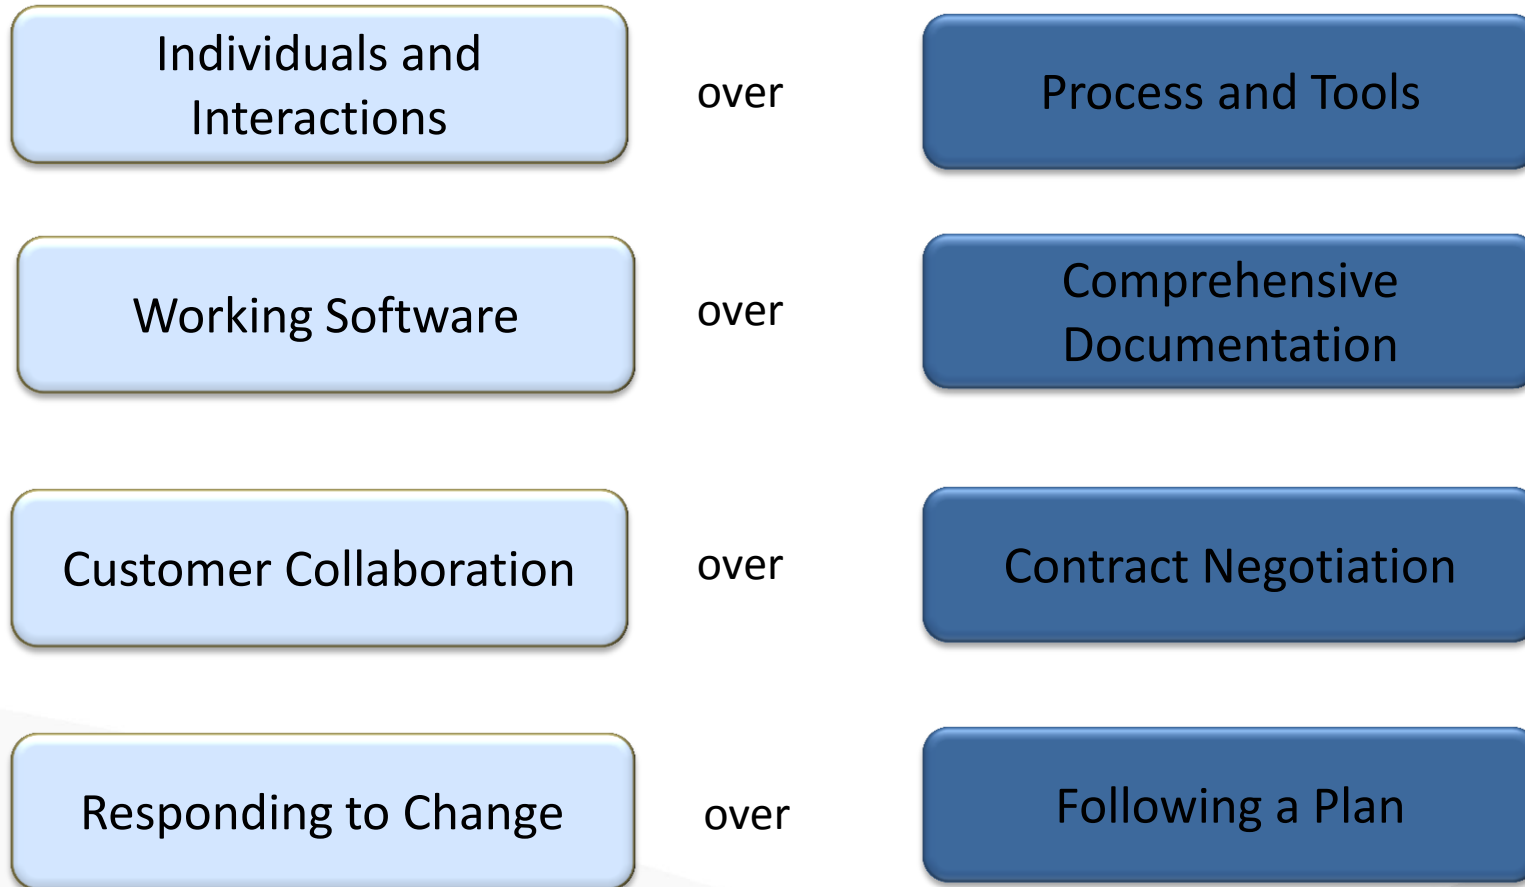 Individuals and
Interactions
over
Process and Tools
Working Software
over
Comprehensive
Documentation
Customer Collaboration
over
Contract Negotiation
Responding to Change
over
Following a Plan